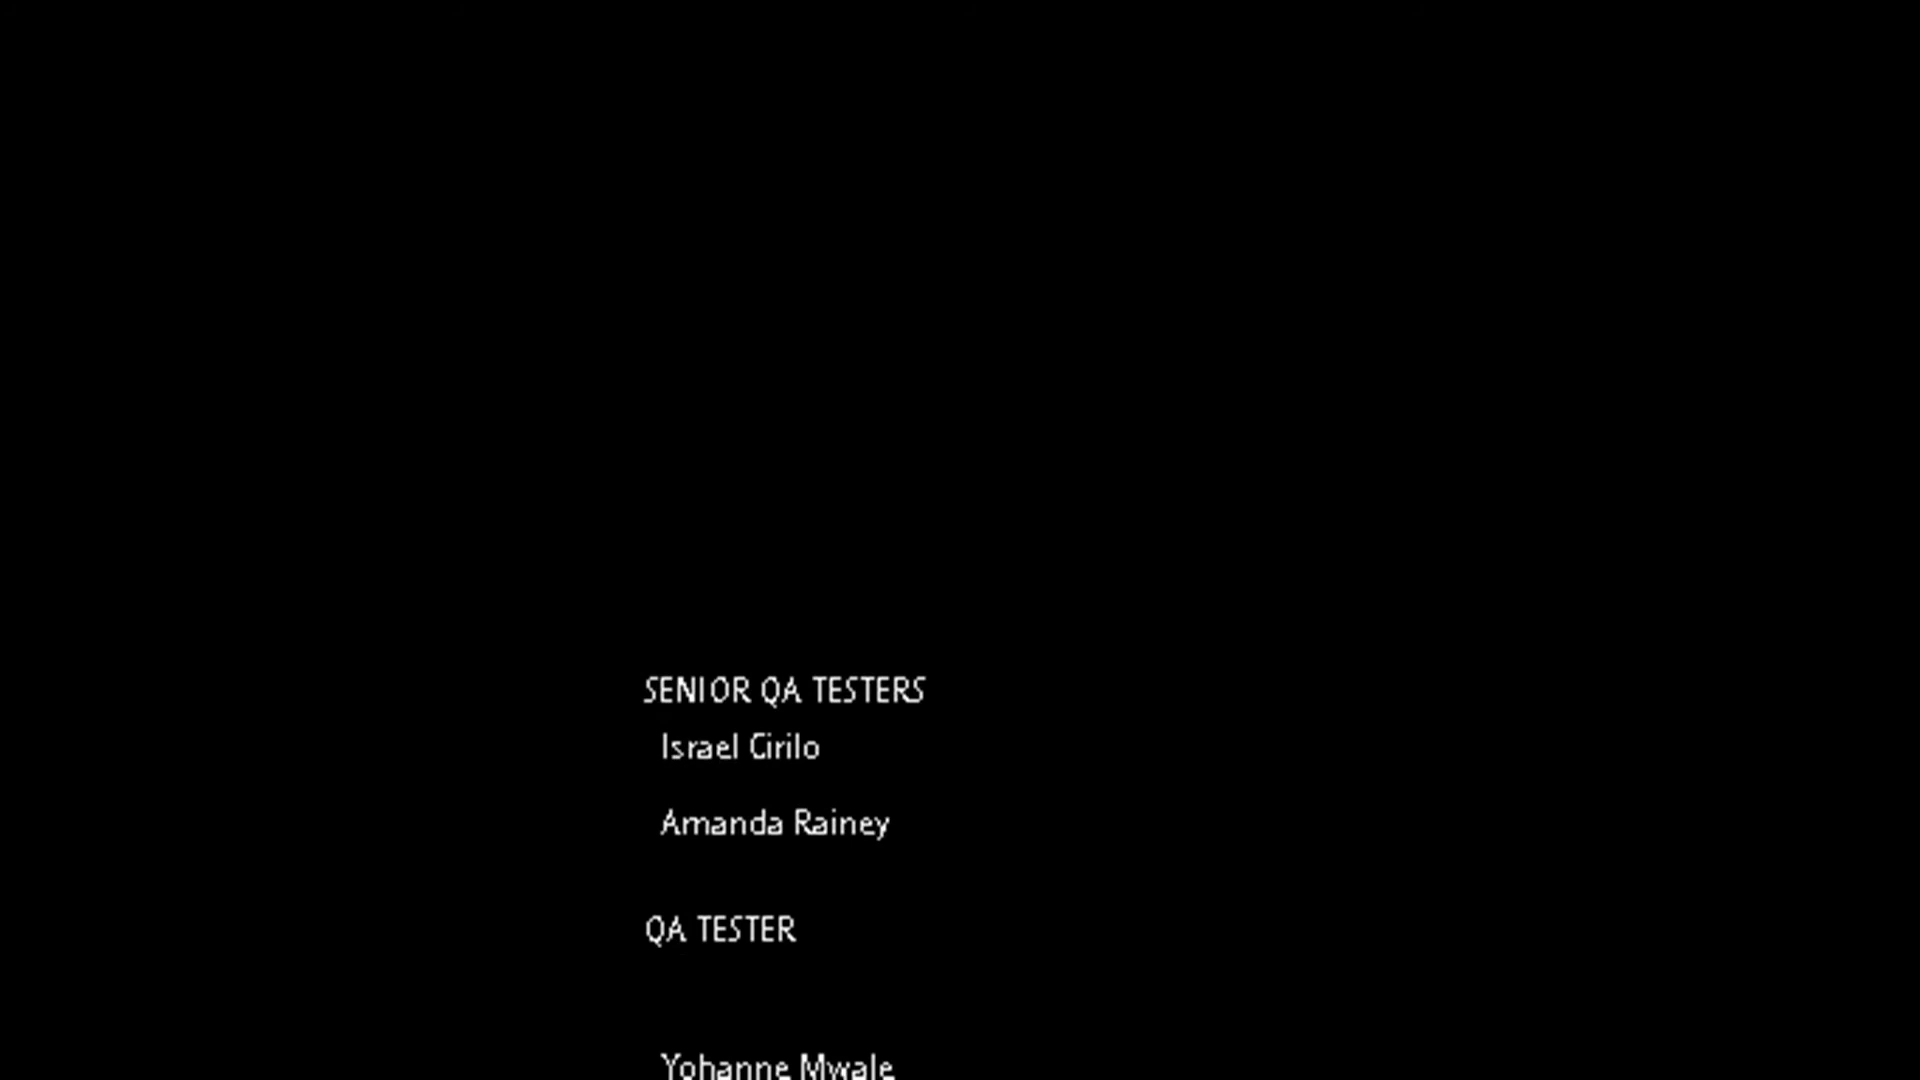 SENIOR QA TESTERS
Israel Cirilo
Amanda Rainey
QA TESTER
Yohanne Mwale